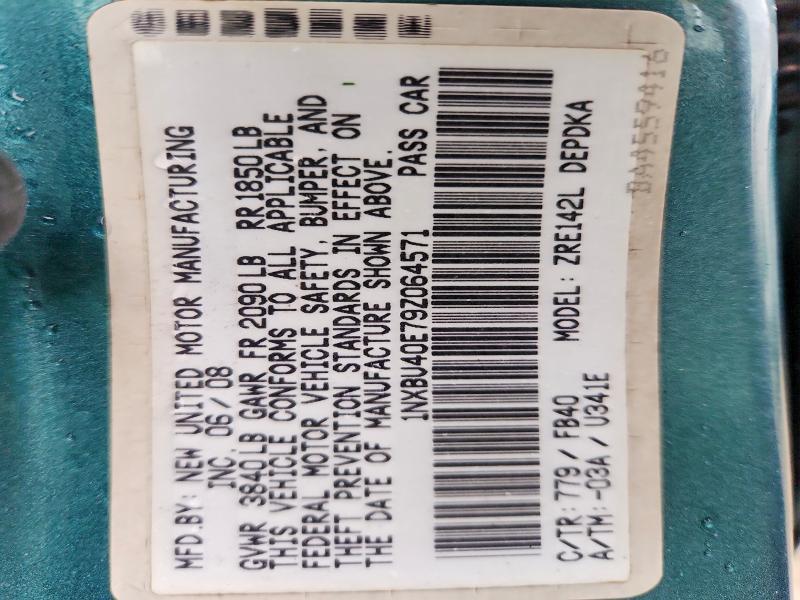 MFD.BY: NEW UNITED MOTOR MANUFACTURING
INC. 06/08
GVWR 3840LB GAWR FR 2090LB RR1850LB
THIS VEHICLE CONFORMS TO ALL APPLICABLE
FEDERAL MOTOR VEHICLE SAFETY, BUMPER, AND
THEFT PREVENTION STANDARDS IN EFFECT ON
THE DATE OF MANUFACTURE SHOWN ABOVE.
1NXBU40E79Z064571 PASS CAR
C/TR: 779/FB40 MODEL: ZRE142L DEPDKA
A/TM: -03A/U341E